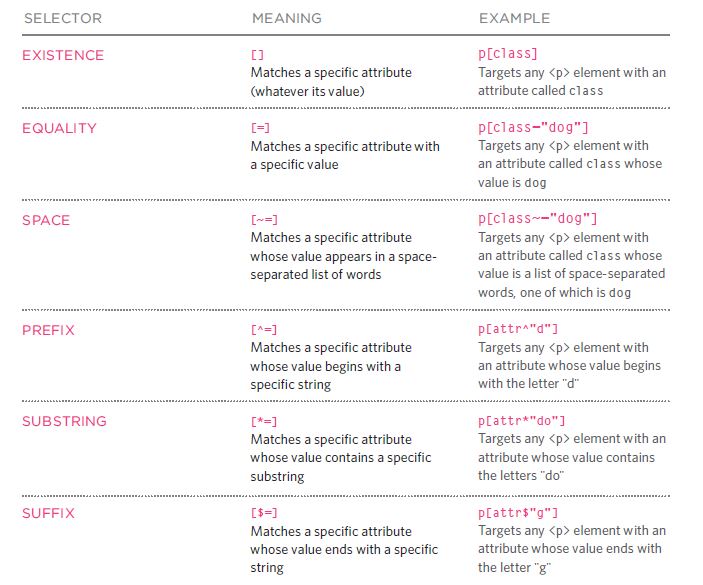 SELECTOR MEANING EXAMPLE
EXISTENCE [] p[class]
Matches a specific attribute Targets any <p> element with an
(whatever its value) attribute called class
EQUALITY [=] p[class="dog"]
Matches a specific attribute with Targets any <p> element with
a specific value an attribute called class whose
value is dog
SPACE [~=] p[class~="dog"]
Matches a specific attribute Targets any <p> element with
whose value appears in a space- an attribute called class whose
separated list of words value is a list of space-separated
words, one of which is dog
PREFIX [^=] p[attr^"d"]
Matches a specific attribute Targets any <p> element with
whose value begins with a an attribute whose value begins
specific string with the letter "d"
SUBSTRING [*=] p[attr*"do"]
Matches a specific attribute Targets any <p> element with an
whose value contains a specific attribute whose value contains
substring the letters "do"
SUFFIX [$=] p[attr$"g"]
Matches a specific attribute Targets any <p> element with an
whose value ends with a specific attribute whose value ends with
string the letter "g"